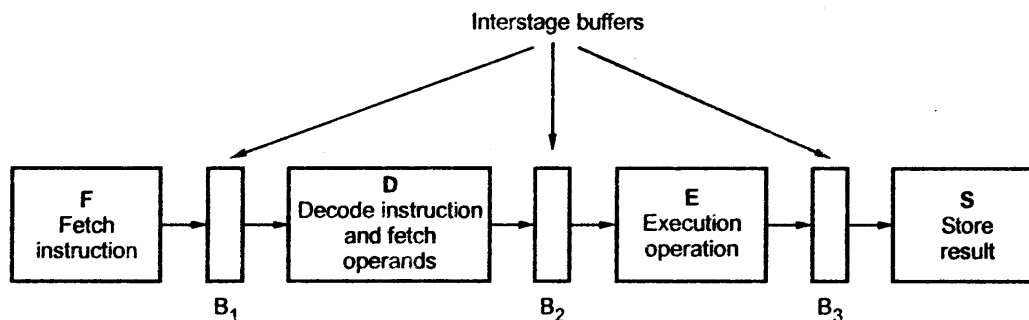 Interstage buffers
F
Fetch
instruction
D
Decode instruction
and fetch
operands
E
Execution
operation
S
Store
result
B1
B2
B3